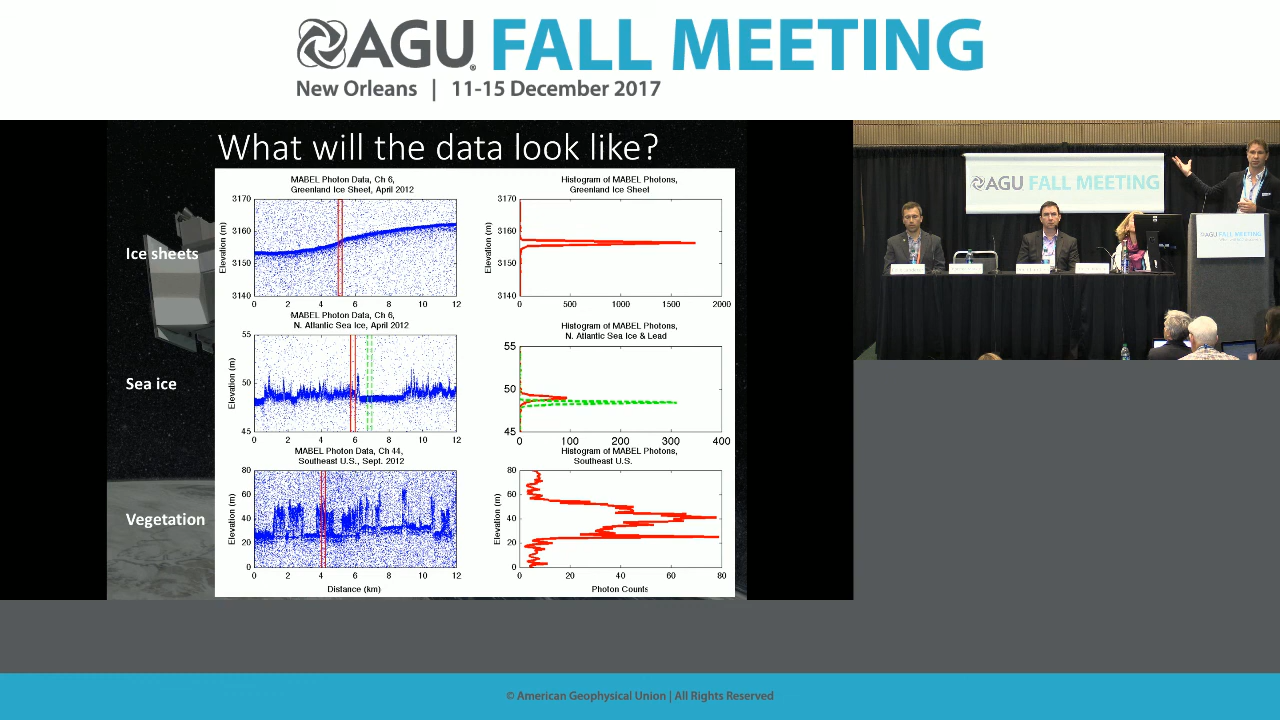 AGU FALL MEETING
New Orleans | 11-15 December 2017
What will the data look like?
MABEL Photon Data, Ch 6,
Greenland Ice Sheet, April 2012
Histogram of MABEL Photons,
Greenland Ice Sheet
Ice sheets
Elevation (m)
3170
3160
3150
3140
0 2 4 6 8 10 12
Elevation (m)
3170
3160
3150
3140
0 500 1000 1500 2000
MABEL Photon Data, Ch 6,
N. Atlantic Sea Ice, April 2012
Histogram of MABEL Photons,
N. Atlantic Sea Ice & Lead
Sea ice
Elevation (m)
55
50
45
0 2 4 6 8 10 12
55
50
45
0 100 200 300 400
MABEL Photon Data, Ch 44,
Southeast U.S., Sept. 2012
Histogram of MABEL Photons,
Southeast U.S.
Vegetation
Elevation (m)
80
60
40
20
0
0 2 4 6 8 10 12
Distance (km)
Elevation (m)
80
60
40
20
0
0 20 40 60 80
Photon Counts
AGU FALL MEETING
AGU FALL MEETING
© American Geophysical Union | All Rights Reserved